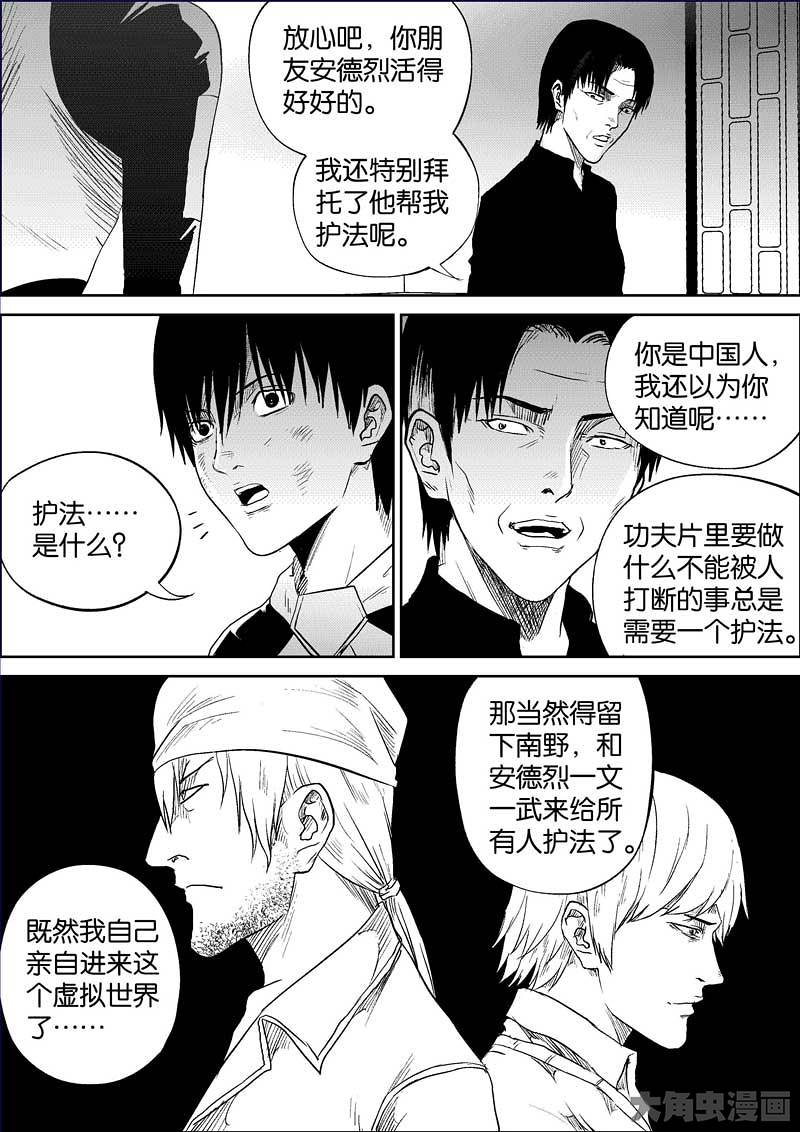 放心吧，你朋
友安德烈活得
好好的。
我还特别拜
托了他帮我
护法呢。
护法……
是什么？
你是中国人，
我还以为你
知道呢……
功夫片里要做
什么不能被人
打断的事总是
需要一个护法。
既然我自己
亲自进来这
个虚拟世界
了……
那当然得留
下南野，和
安德烈一文
一武来给所
有人护法了。
大角虫漫画